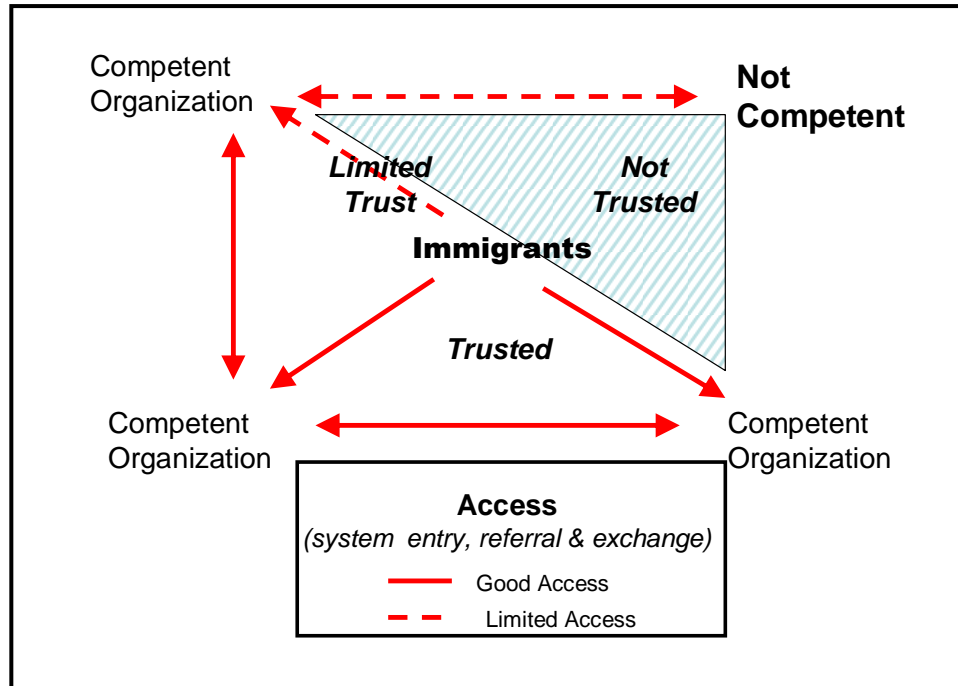 Competent
Organization
Not
Competent
Limited
Trust
Not
Trusted
Immigrants
Trusted
Competent
Organization
Competent
Organization
Access
(system entry, referral & exchange)
Good Access
Limited Access